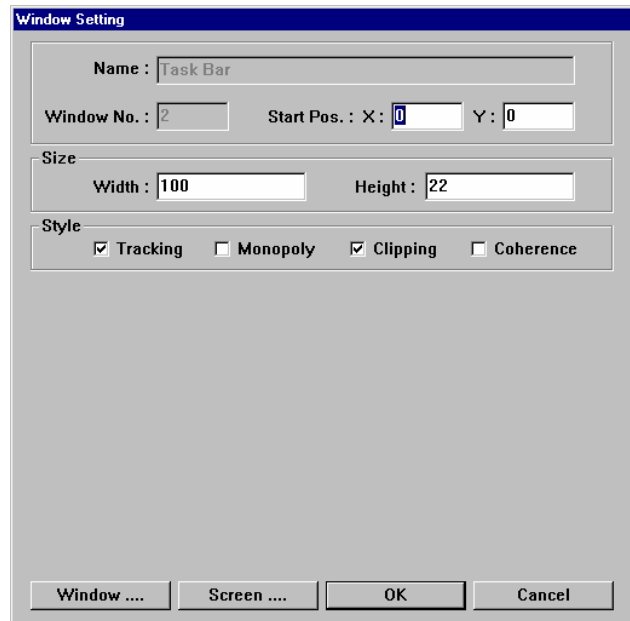 Window Setting
Name : Task Bar
Window No. : 2 Start Pos. : X : 0 Y : 0
Size
Width : 100 Height : 22
Style
Tracking Monopoly Clipping Coherence
Window .... Screen .... OK Cancel